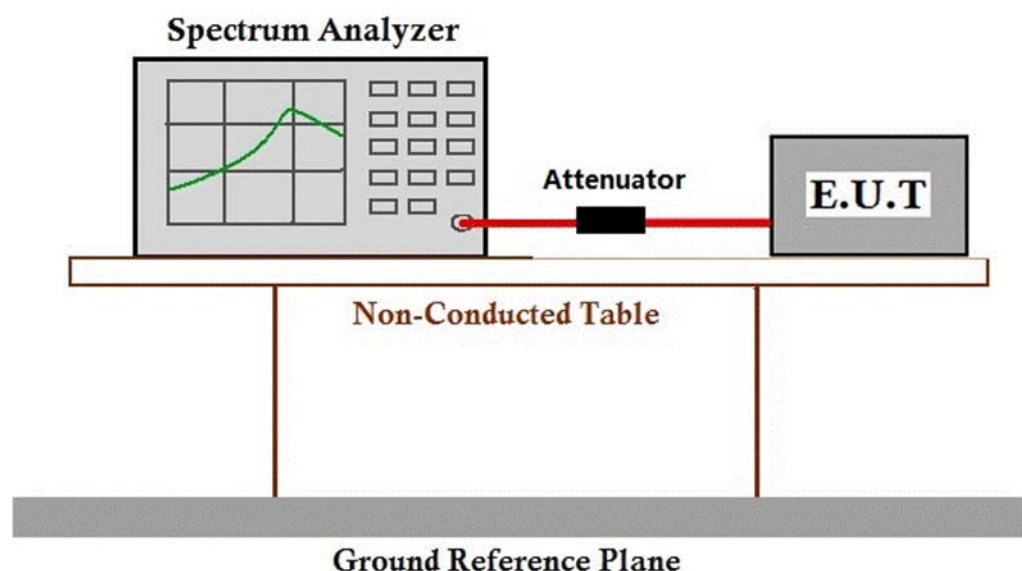 Spectrum Analyzer
Attenuator
E.U.T
Non-Conducted Table
Ground Reference Plane